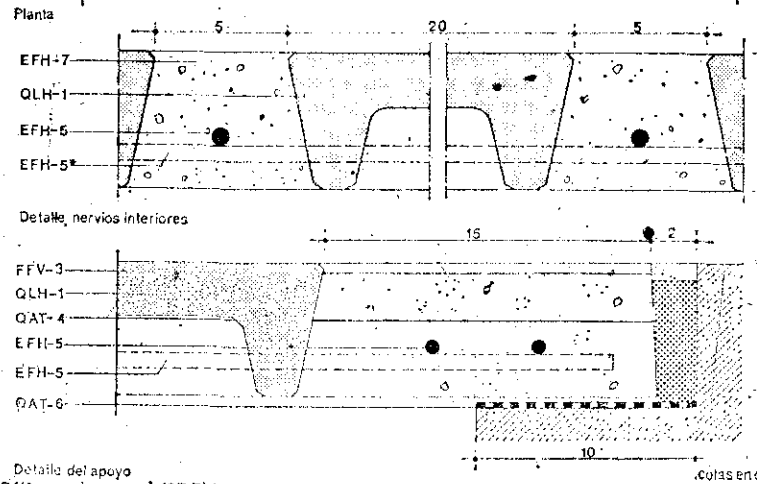 Planta
5 20 5
EFH-7
QLH-1
EFH-5
EFH-5*
Detalle, nervios interiores
15 2
FFV-3
QLH-1
QAT-4
EFH-5
EFH-5
QAT-6
10
Detalle del apoyo
cotas en